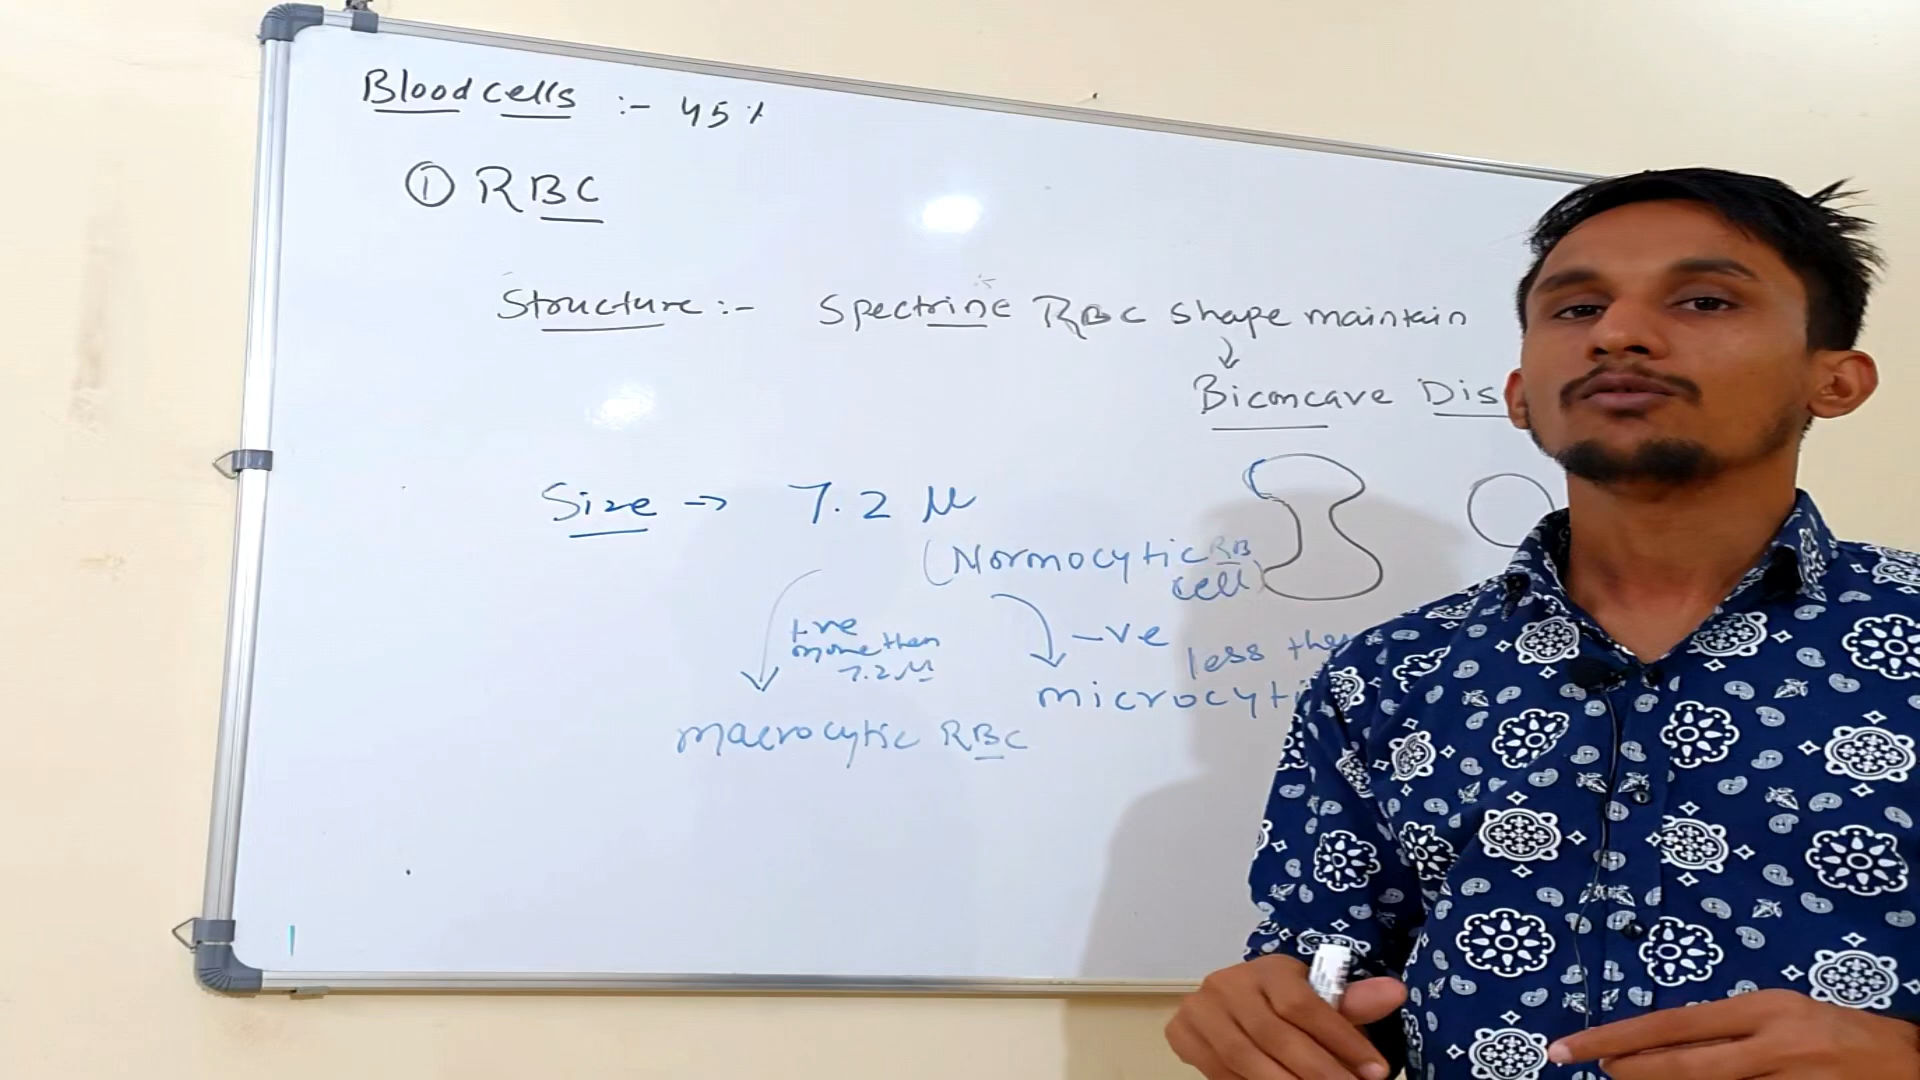 Blood cells :- 45%
① RBC
Structure :- Spectrine RBC shape maintain
↓
Biconcave Dis
Size → 7.2 μ
(Normocytic RB
cell)
+ve
more then
7.2 μ
-ve
less the
microcyti
macrocytic RBC